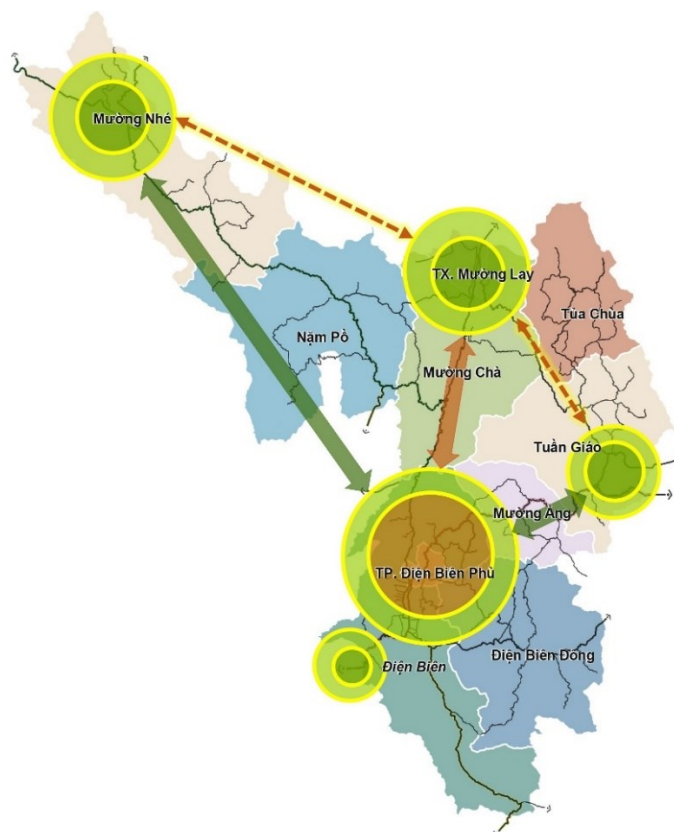 Mường Nhé
TX. Mường Lay
Tủa Chùa
Nậm Pồ
Mường Chà
Tuần Giáo
Mường Ảng
TP. Điện Biên Phủ
Điện Biên
Điện Biên Đông